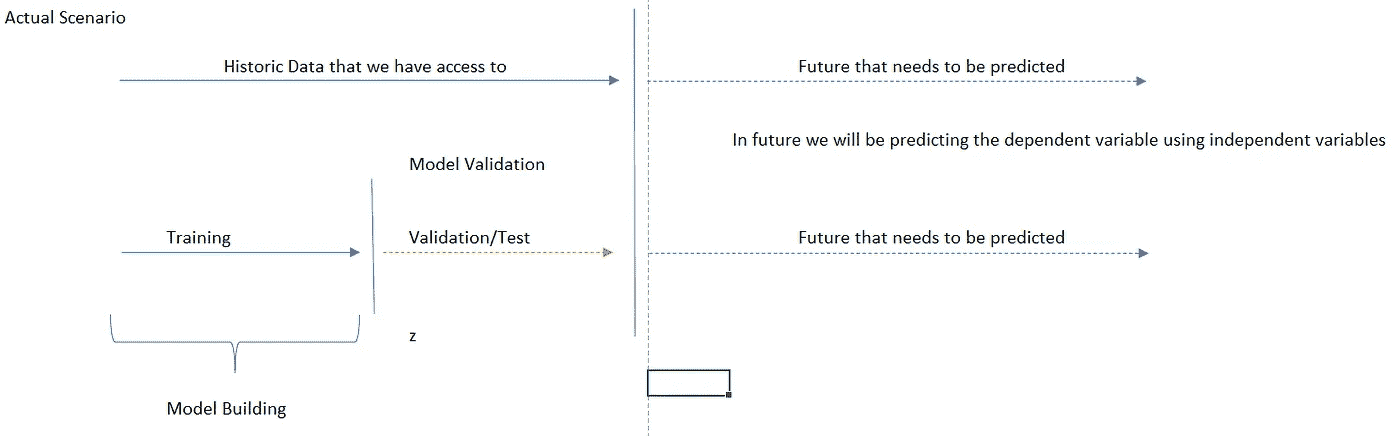 Actual Scenario
Historic Data that we have access to
Future that needs to be predicted
In future we will be predicting the dependent variable using independent variables
Model Validation
Training
Validation/Test
Future that needs to be predicted
z
Model Building